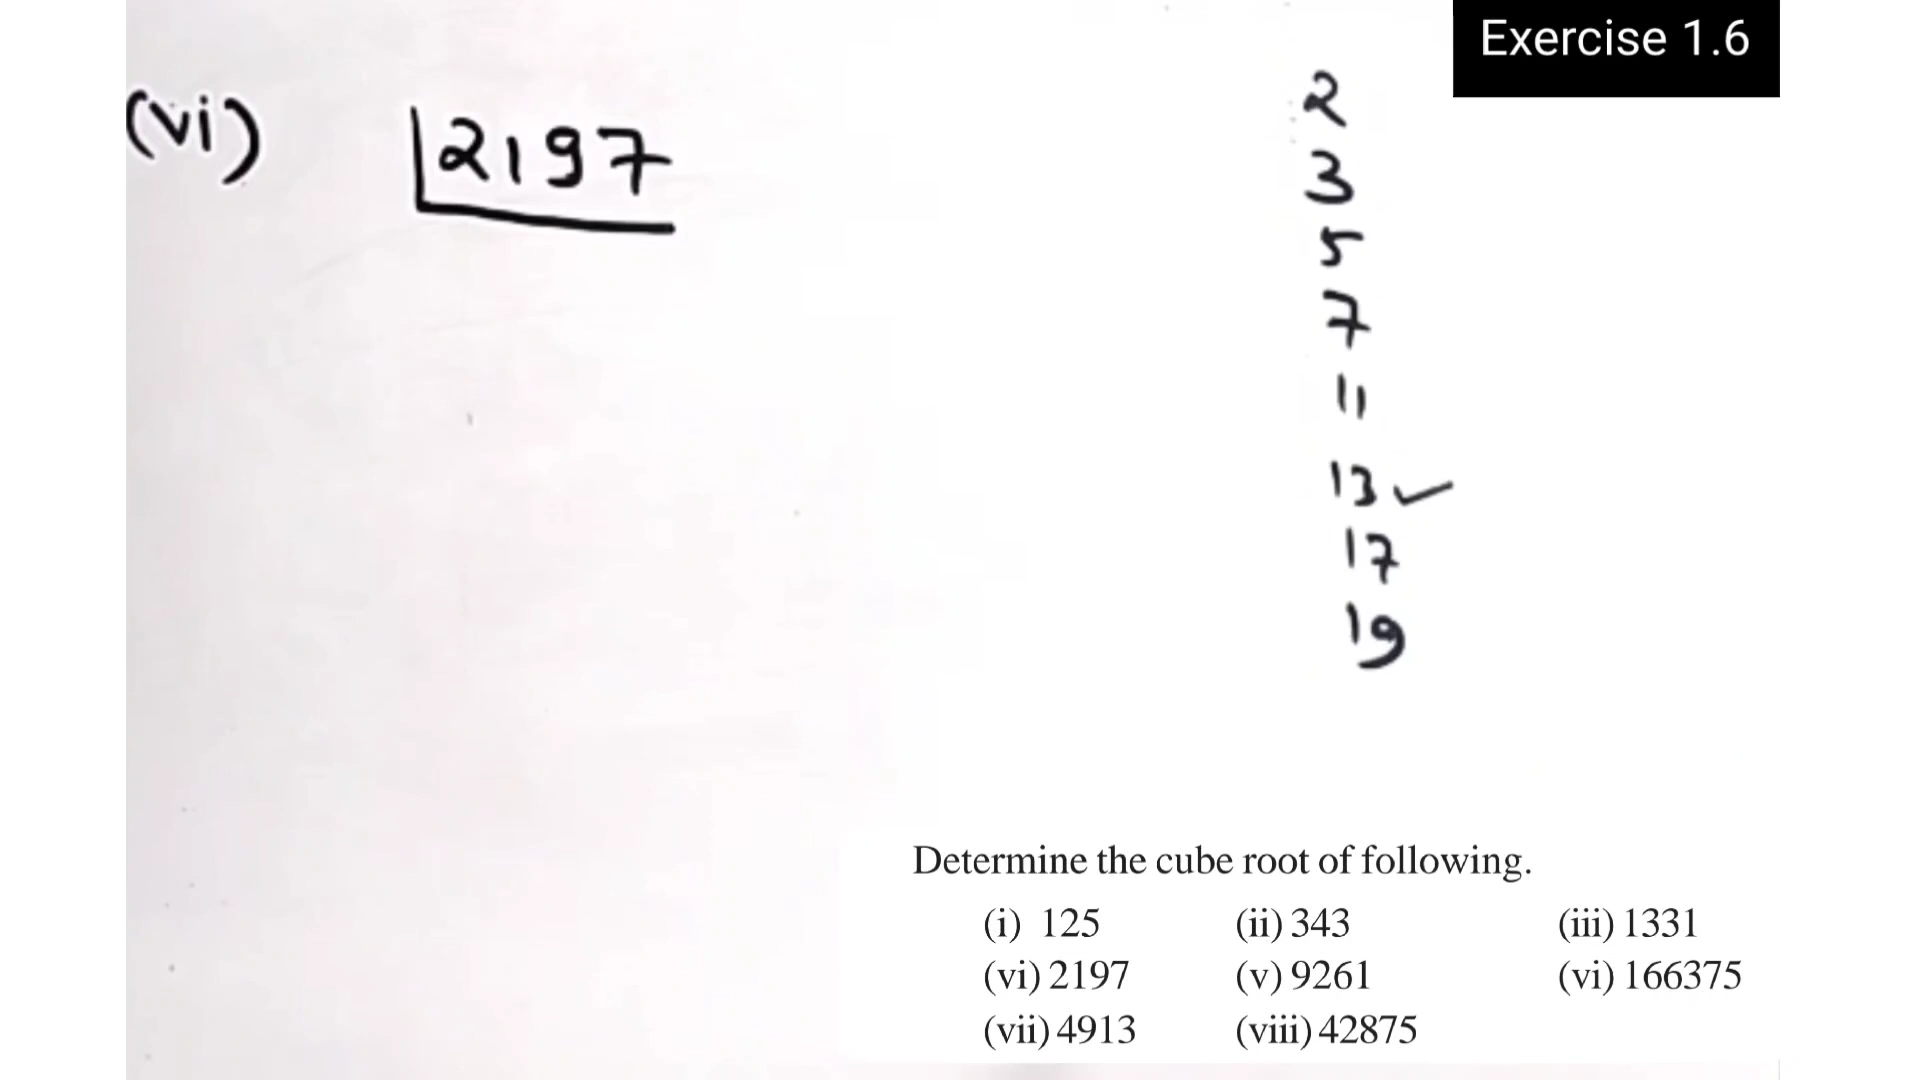 Exercise 1.6
(vi) 2197
2
3
5
7
11
13 ✓
17
19
Determine the cube root of following.
(i) 125 (ii) 343 (iii) 1331
(vi) 2197 (v) 9261 (vi) 166375
(vii) 4913 (viii) 42875